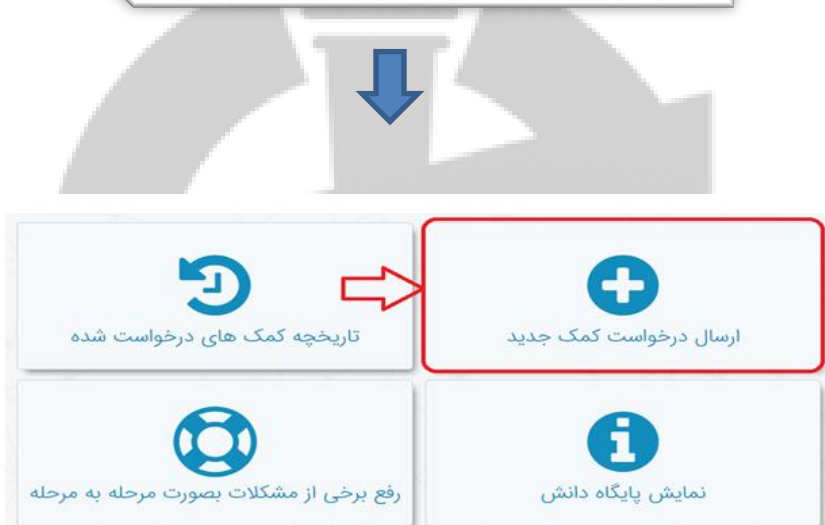 ارسال درخواست کمک جدید
تاریخچه کمک های درخواست شده
نمایش پایگاه دانش
رفع برخی از مشکلات بصورت مرحله به مرحله